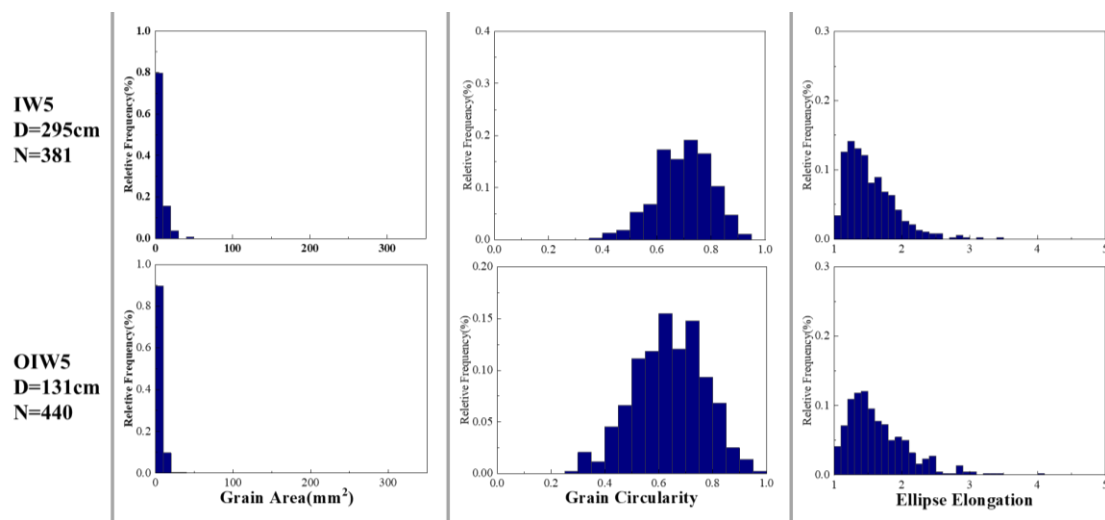 IW5
D=295cm
N=381
Reletive Frequency(%)
1.0
0.8
0.6
0.4
0.2
0.0
0 100 200 300
Reletive Frequency(%)
0.4
0.3
0.2
0.1
0.0
0.0 0.2 0.4 0.6 0.8 1.0
Reletive Frequency(%)
0.3
0.2
0.1
0.0
1 2 3 4 5
OIW5
D=131cm
N=440
Reletive Frequency(%)
1.0
0.8
0.6
0.4
0.2
0.0
0 100 200 300
Grain Area(mm²)
Reletive Frequency(%)
0.20
0.15
0.10
0.05
0.00
0.0 0.2 0.4 0.6 0.8 1.0
Grain Circularity
Reletive Frequency(%)
0.3
0.2
0.1
0.0
1 2 3 4 5
Ellipse Elongation